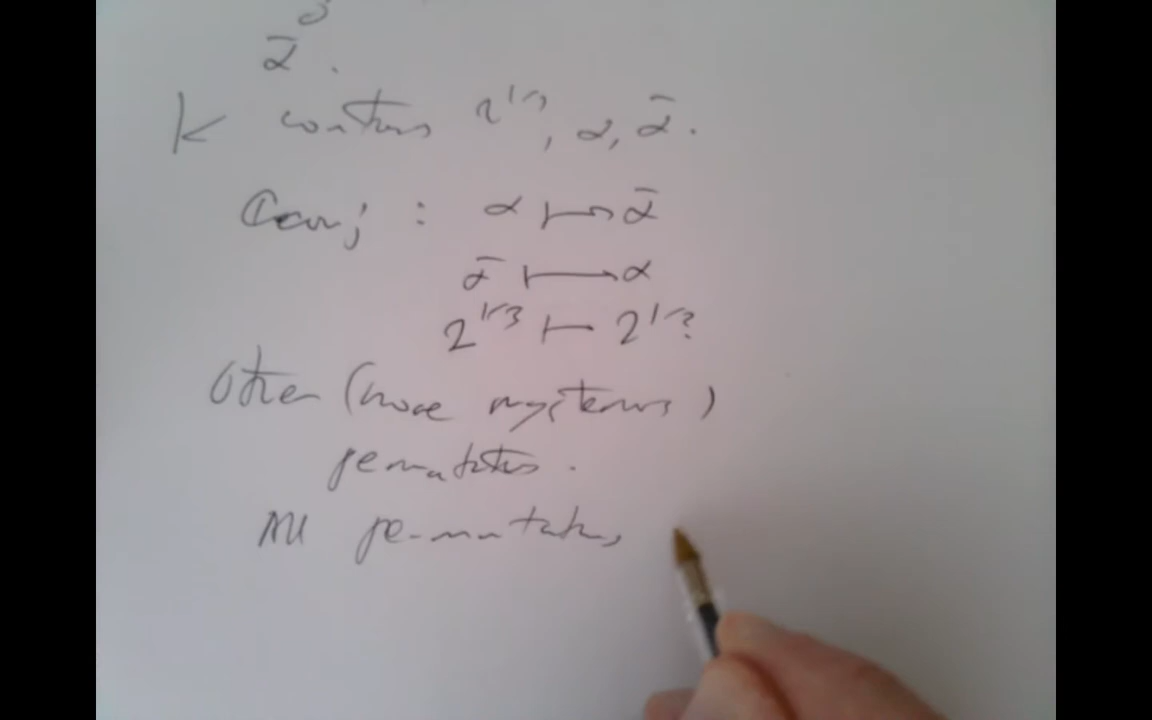 ᾱ.
K contains 2^{1/3}, α, ᾱ.
Conj : α ↦ ᾱ
ᾱ ↦ α
2^{1/3} ↦ 2^{1/3}
Other (more mysterious)
permutations.
All permutations